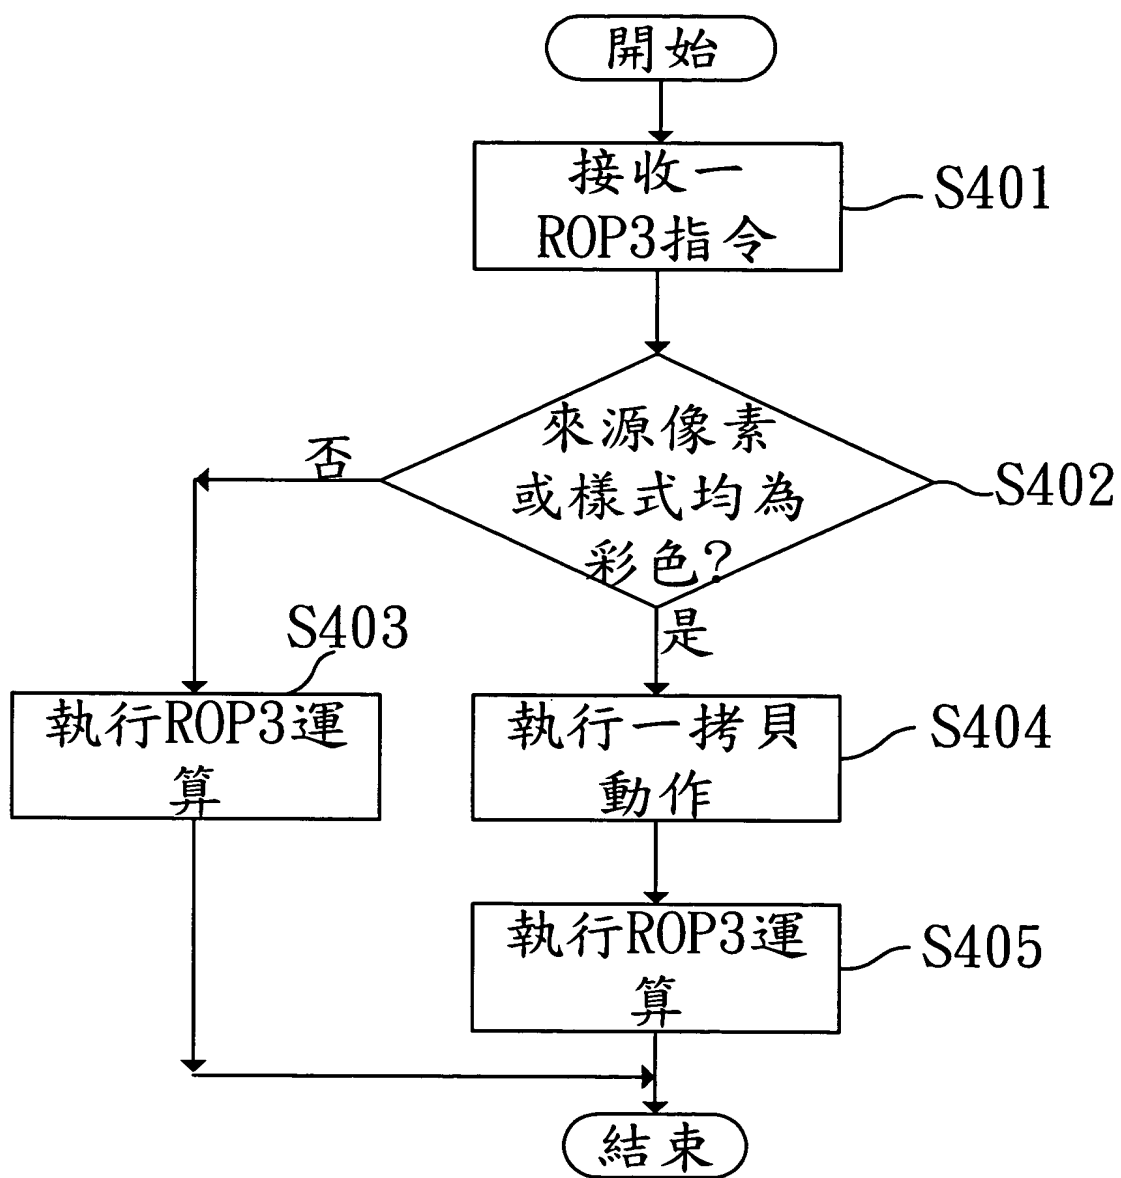 開始
接收一
ROP3指令
S401
來源像素
或樣式均為
彩色?
S402
否
是
S403
執行ROP3運
算
執行一拷貝
動作
S404
執行ROP3運
算
S405
結束